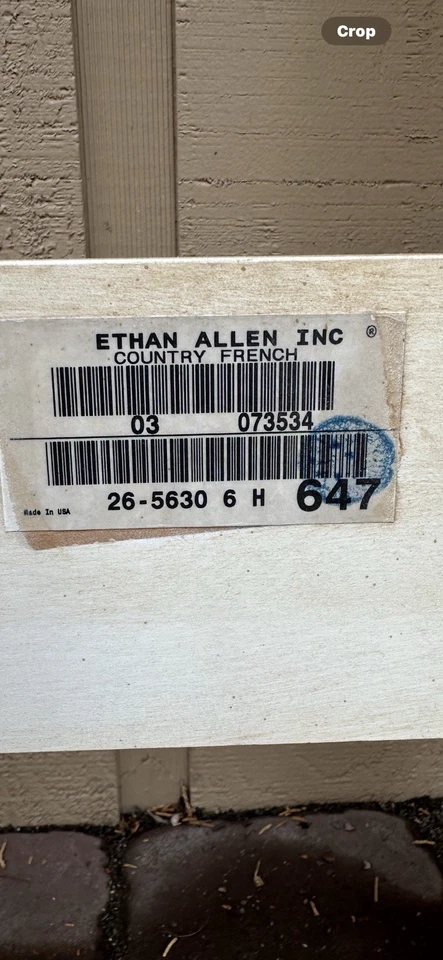 Crop
ETHAN ALLEN INC ®
COUNTRY FRENCH
03 073534
26-5630 6 H 647
Made In USA